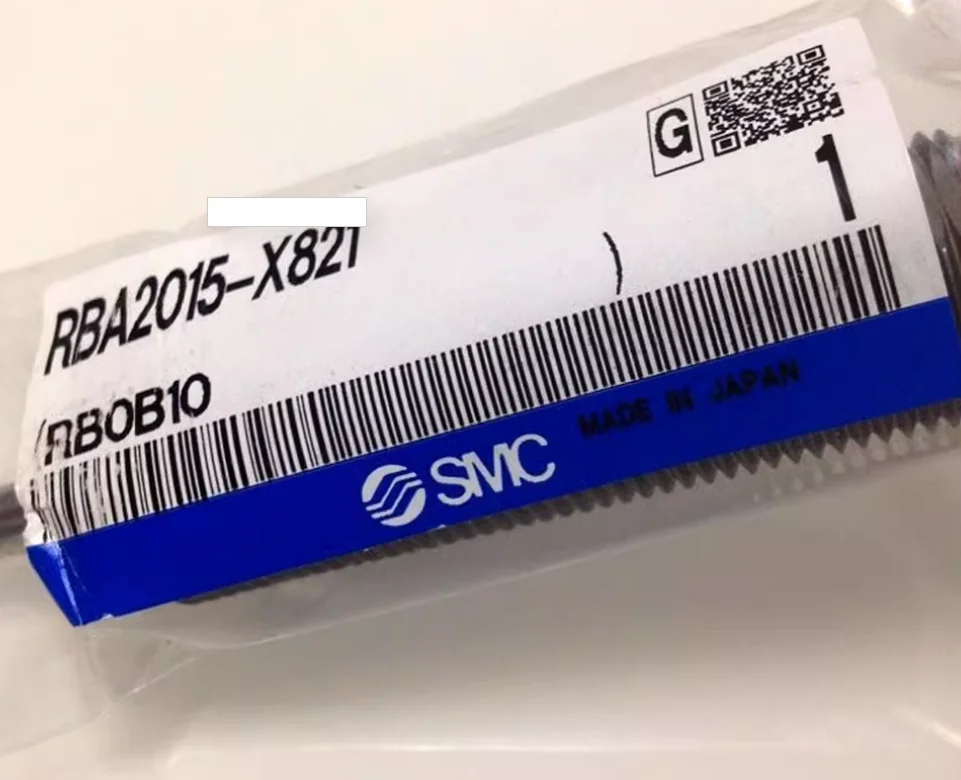 G
1
RBA2015-X821
)
(RB0B10
SMC MADE IN JAPAN